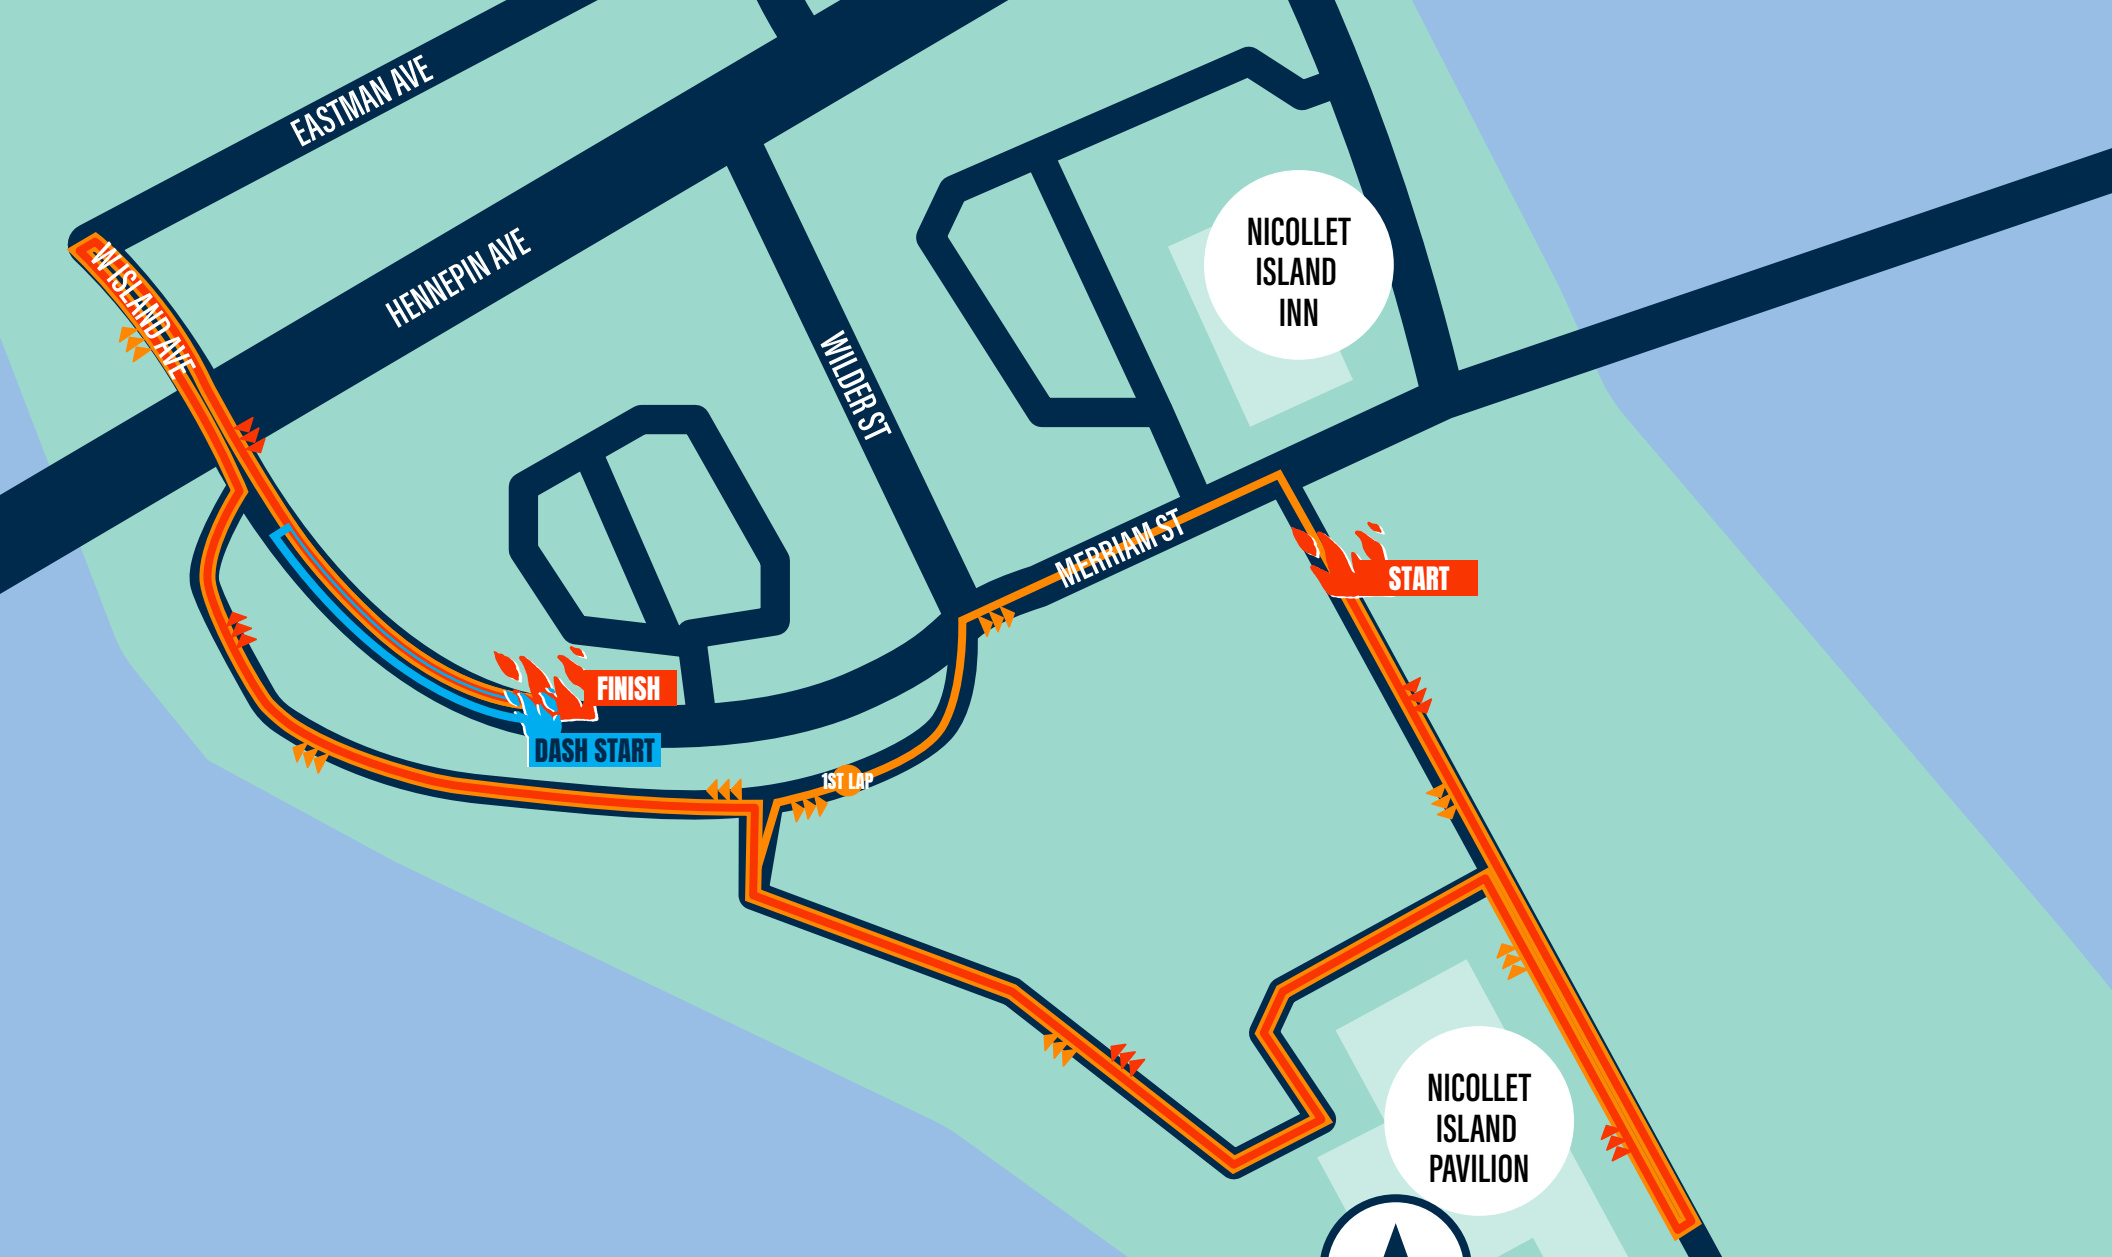 EASTMAN AVE
W ISLAND AVE
HENNEPIN AVE
WILDER ST
NICOLLET
ISLAND
INN
MERRIAM ST
START
FINISH
DASH START
1ST LAP
NICOLLET
ISLAND
PAVILION